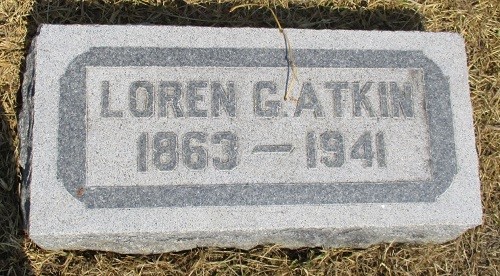 LOREN G. ATKIN
1863 — 1941